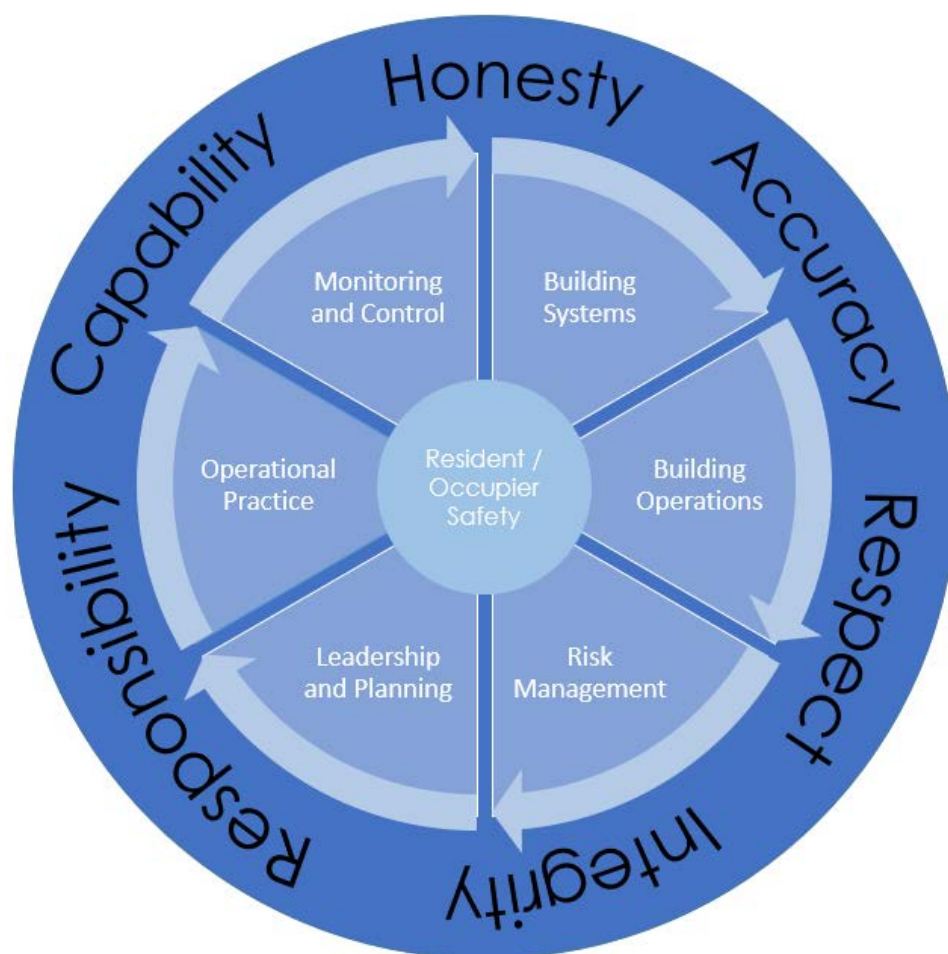 Honesty
Accuracy
Respect
Integrity
Responsibility
Capability
Monitoring
and Control
Building
Systems
Operational
Practice
Resident /
Occupier
Safety
Building
Operations
Leadership
and Planning
Risk
Management